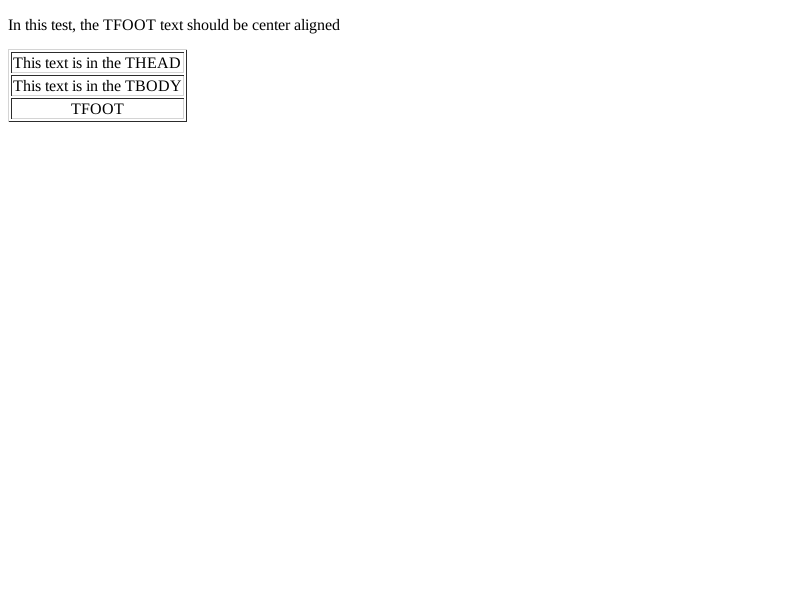 In this test, the TFOOT text should be center aligned
This text is in the THEAD
This text is in the TBODY
TFOOT